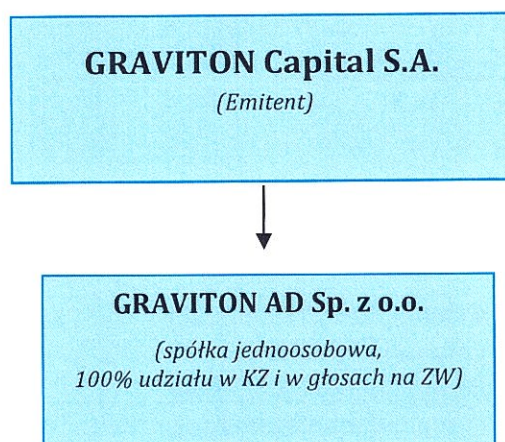 GRAVITON Capital S.A.
(Emitent)
GRAVITON AD Sp. z o.o.
(spółka jednoosobowa,
100% udziału w KZ i w głosach na ZW)